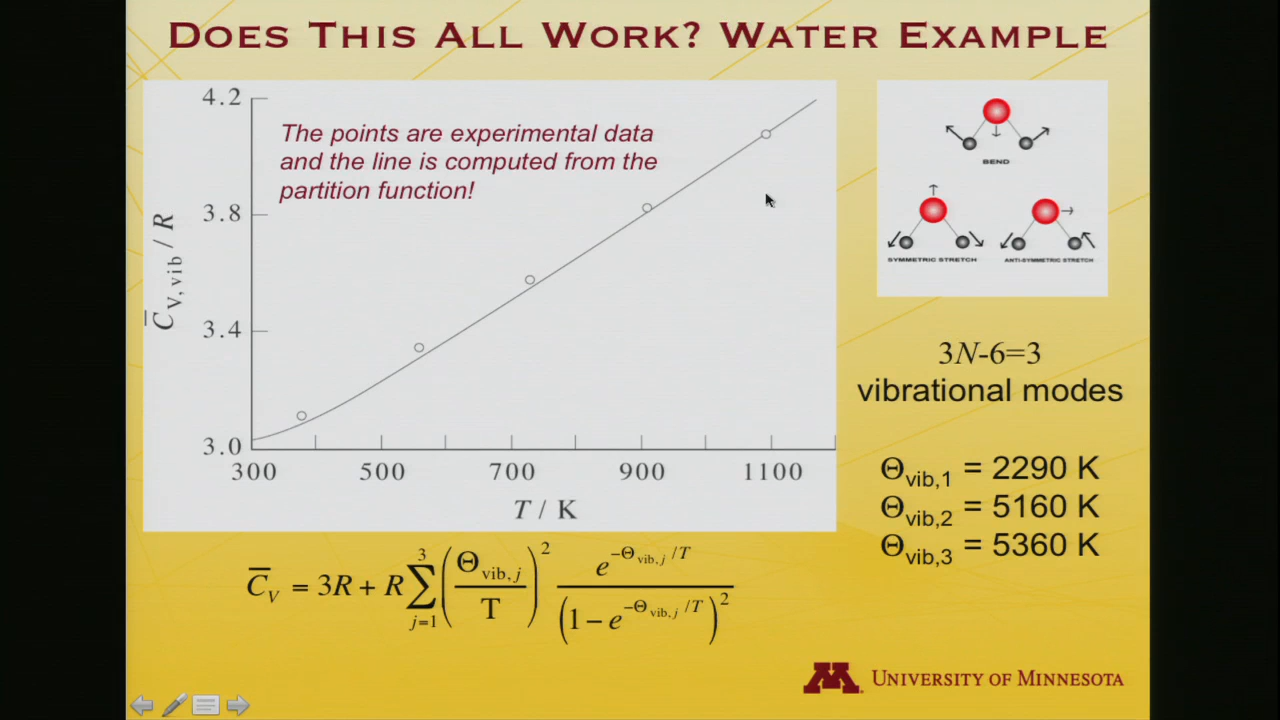 DOES THIS ALL WORK? WATER EXAMPLE
4.2
3.8
3.4
3.0
C̅V,vib / R
The points are experimental data
and the line is computed from the
partition function!
300 500 700 900 1100
T / K
BEND
SYMMETRIC STRETCH ANTI-SYMMETRIC STRETCH
3N-6=3
vibrational modes
Θvib,1 = 2290 K
Θvib,2 = 5160 K
Θvib,3 = 5360 K
C̅V = 3R + R ∑j=1^3 (Θvib,j / T)^2 e^(-Θvib,j /T) / (1 – e^(-Θvib,j /T))^2
M UNIVERSITY OF MINNESOTA